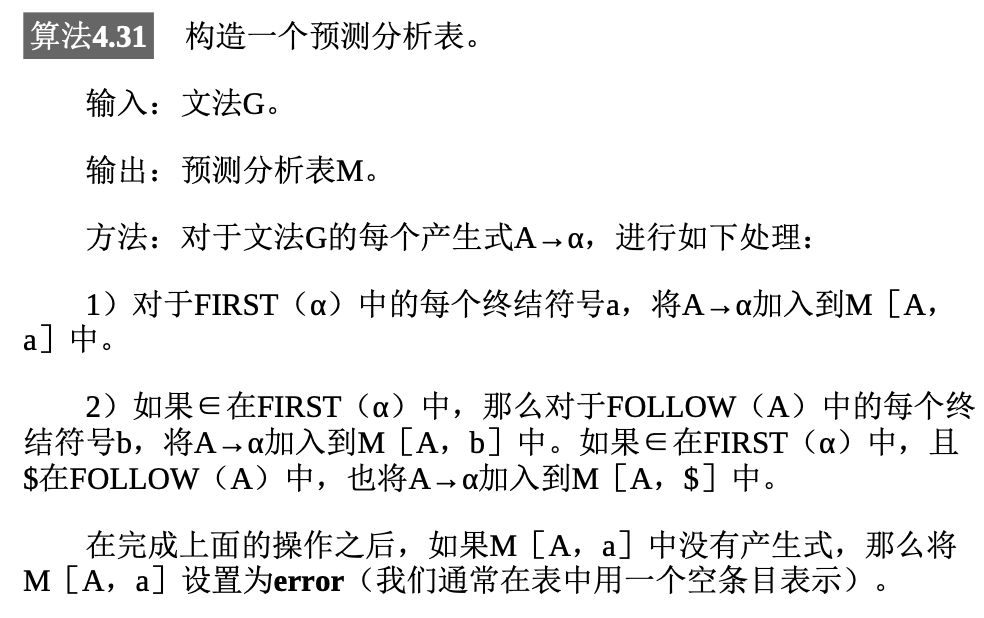 算法4.31 构造一个预测分析表。
输入：文法G。
输出：预测分析表M。
方法：对于文法G的每个产生式A→α，进行如下处理：
1）对于FIRST（α）中的每个终结符号a，将A→α加入到M［A，
a］中。
2）如果∈在FIRST（α）中，那么对于FOLLOW（A）中的每个终
结符号b，将A→α加入到M［A，b］中。如果∈在FIRST（α）中，且
$在FOLLOW（A）中，也将A→α加入到M［A，$］中。
在完成上面的操作之后，如果M［A，a］中没有产生式，那么将
M［A，a］设置为error（我们通常在表中用一个空条目表示）。